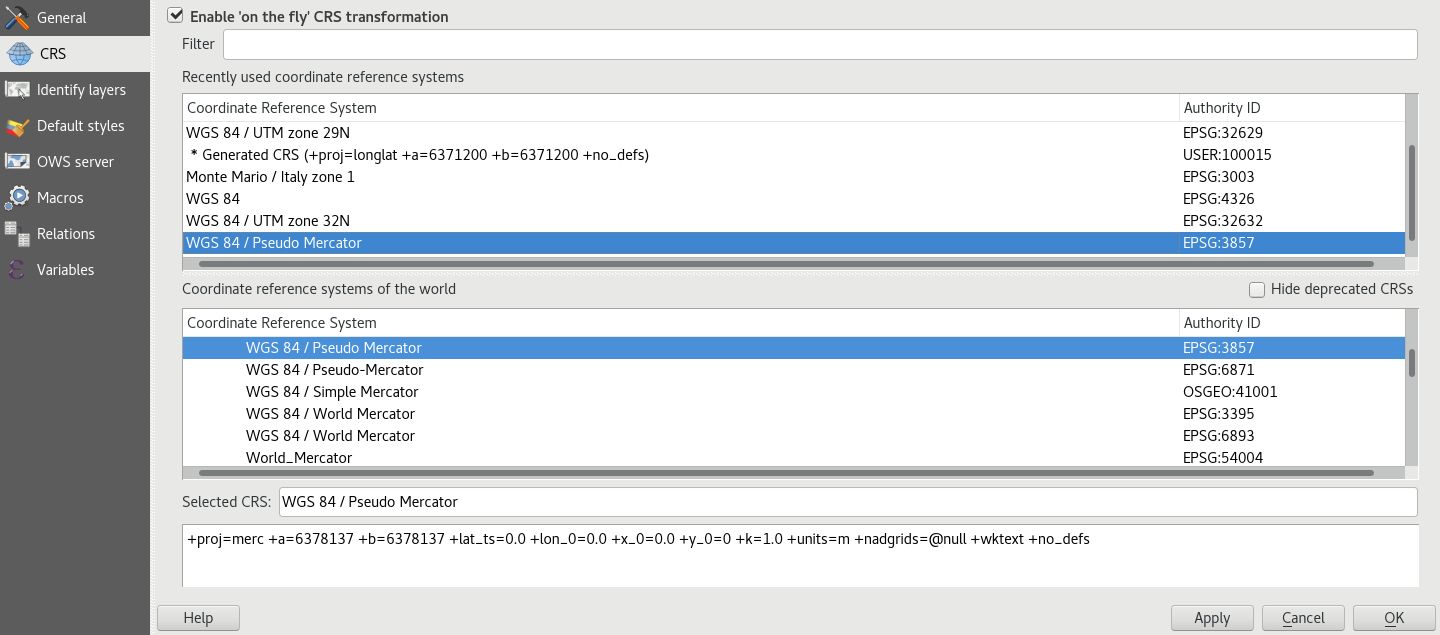 General
CRS
Identify layers
Default styles
OWS server
Macros
Relations
Variables
Enable 'on the fly' CRS transformation
Filter
Recently used coordinate reference systems
Coordinate Reference System Authority ID
WGS 84 / UTM zone 29N EPSG:32629
* Generated CRS (+proj=longlat +a=6371200 +b=6371200 +no_defs) USER:100015
Monte Mario / Italy zone 1 EPSG:3003
WGS 84 EPSG:4326
WGS 84 / UTM zone 32N EPSG:32632
WGS 84 / Pseudo Mercator EPSG:3857
Coordinate reference systems of the world Hide deprecated CRSs
Coordinate Reference System Authority ID
WGS 84 / Pseudo Mercator EPSG:3857
WGS 84 / Pseudo-Mercator EPSG:6871
WGS 84 / Simple Mercator OSGEO:41001
WGS 84 / World Mercator EPSG:3395
WGS 84 / World Mercator EPSG:6893
World_Mercator EPSG:54004
Selected CRS: WGS 84 / Pseudo Mercator
+proj=merc +a=6378137 +b=6378137 +lat_ts=0.0 +lon_0=0.0 +x_0=0.0 +y_0=0 +k=1.0 +units=m +nadgrids=@null +wktext +no_defs
Help Apply Cancel OK